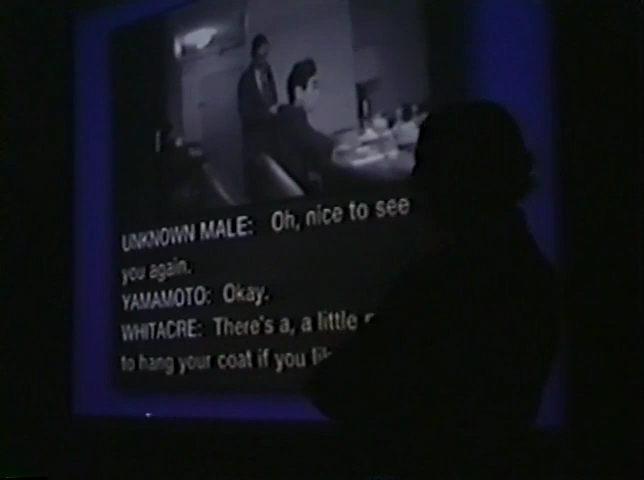 UNKNOWN MALE: Oh, nice to see
you again.
YAMAMOTO: Okay.
WHITACRE: There's a, a little
to hang your coat if you